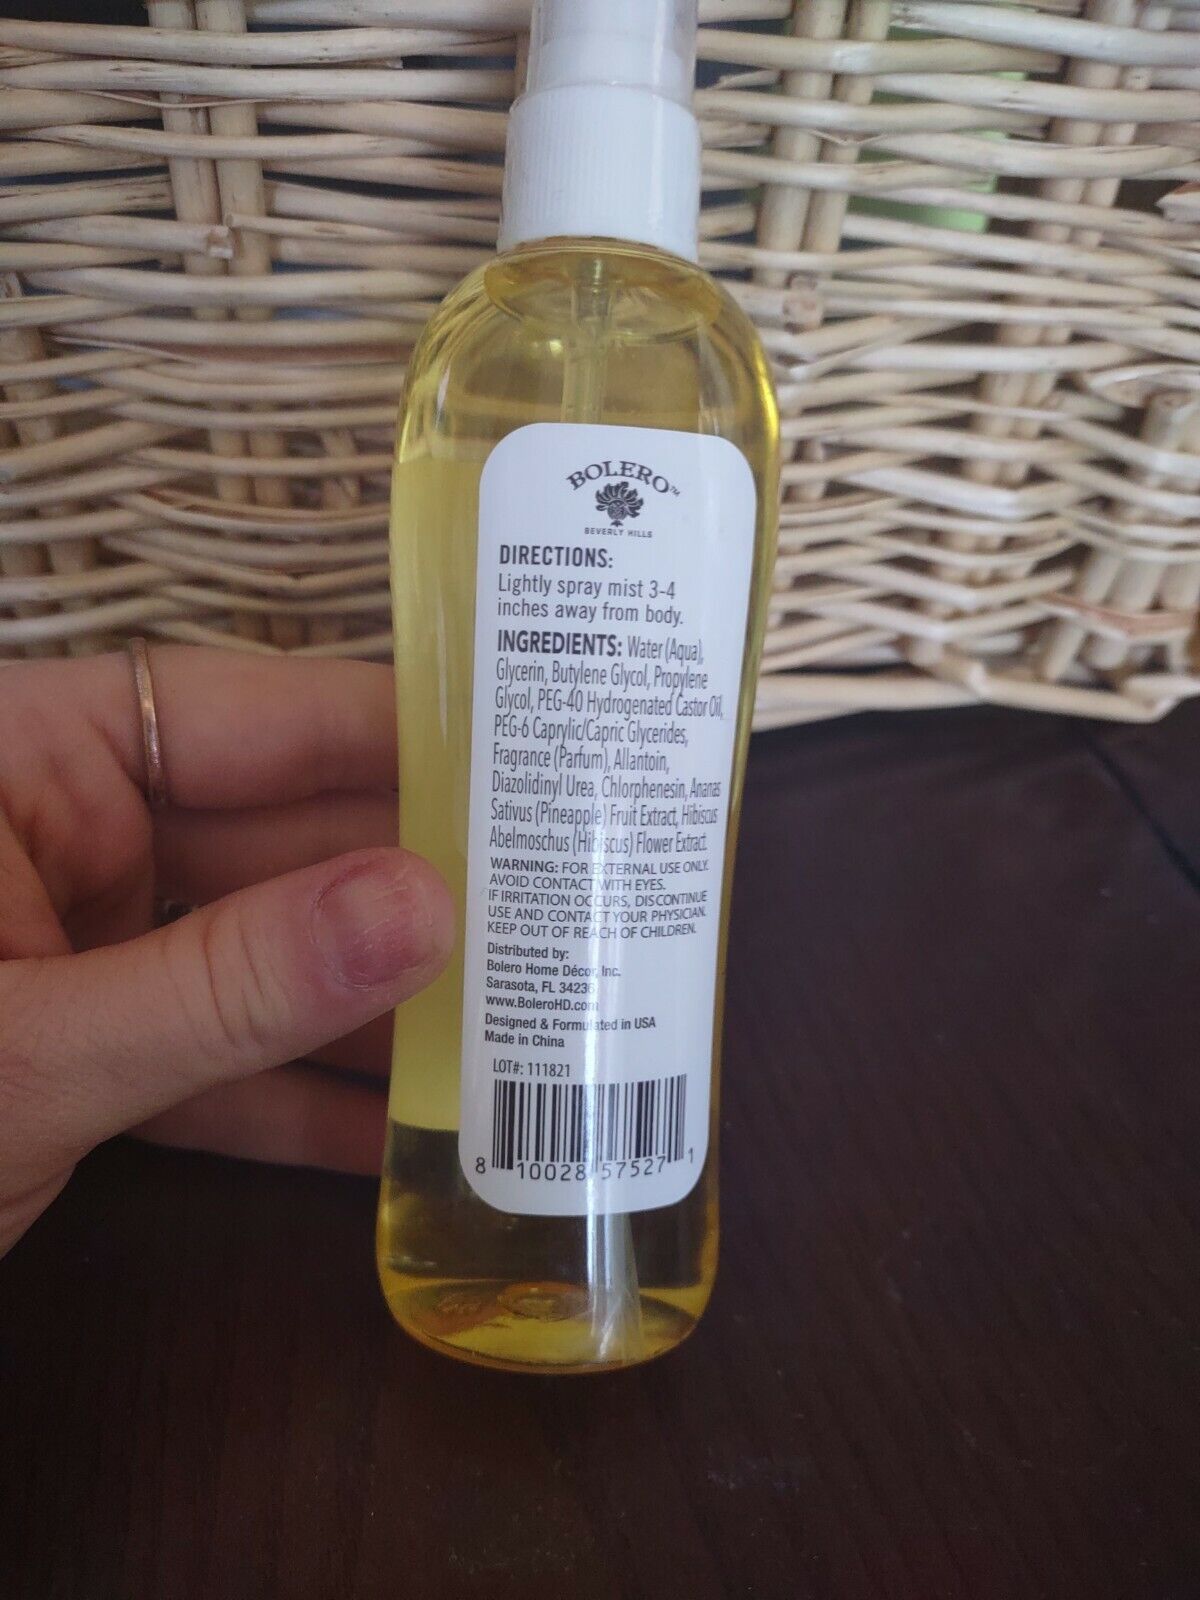 BOLERO™
BEVERLY HILLS
DIRECTIONS:
Lightly spray mist 3-4
inches away from body.
INGREDIENTS: Water (Aqua),
Glycerin, Butylene Glycol, Propylene
Glycol, PEG-40 Hydrogenated Castor Oil,
PEG-6 Caprylic/Capric Glycerides,
Fragrance (Parfum), Allantoin,
Diazolidinyl Urea, Chlorphenesin, Ananas
Sativus (Pineapple) Fruit Extract, Hibiscus
Abelmoschus (Hibiscus) Flower Extract.
WARNING: FOR EXTERNAL USE ONLY.
AVOID CONTACT WITH EYES.
IF IRRITATION OCCURS, DISCONTINUE
USE AND CONTACT YOUR PHYSICIAN.
KEEP OUT OF REACH OF CHILDREN.
Distributed by:
Bolero Home Décor, Inc.
Sarasota, FL 34236
www.BoleroHD.com
Designed & Formulated in USA
Made in China
LOT#: 111821
8 10028 57527 1